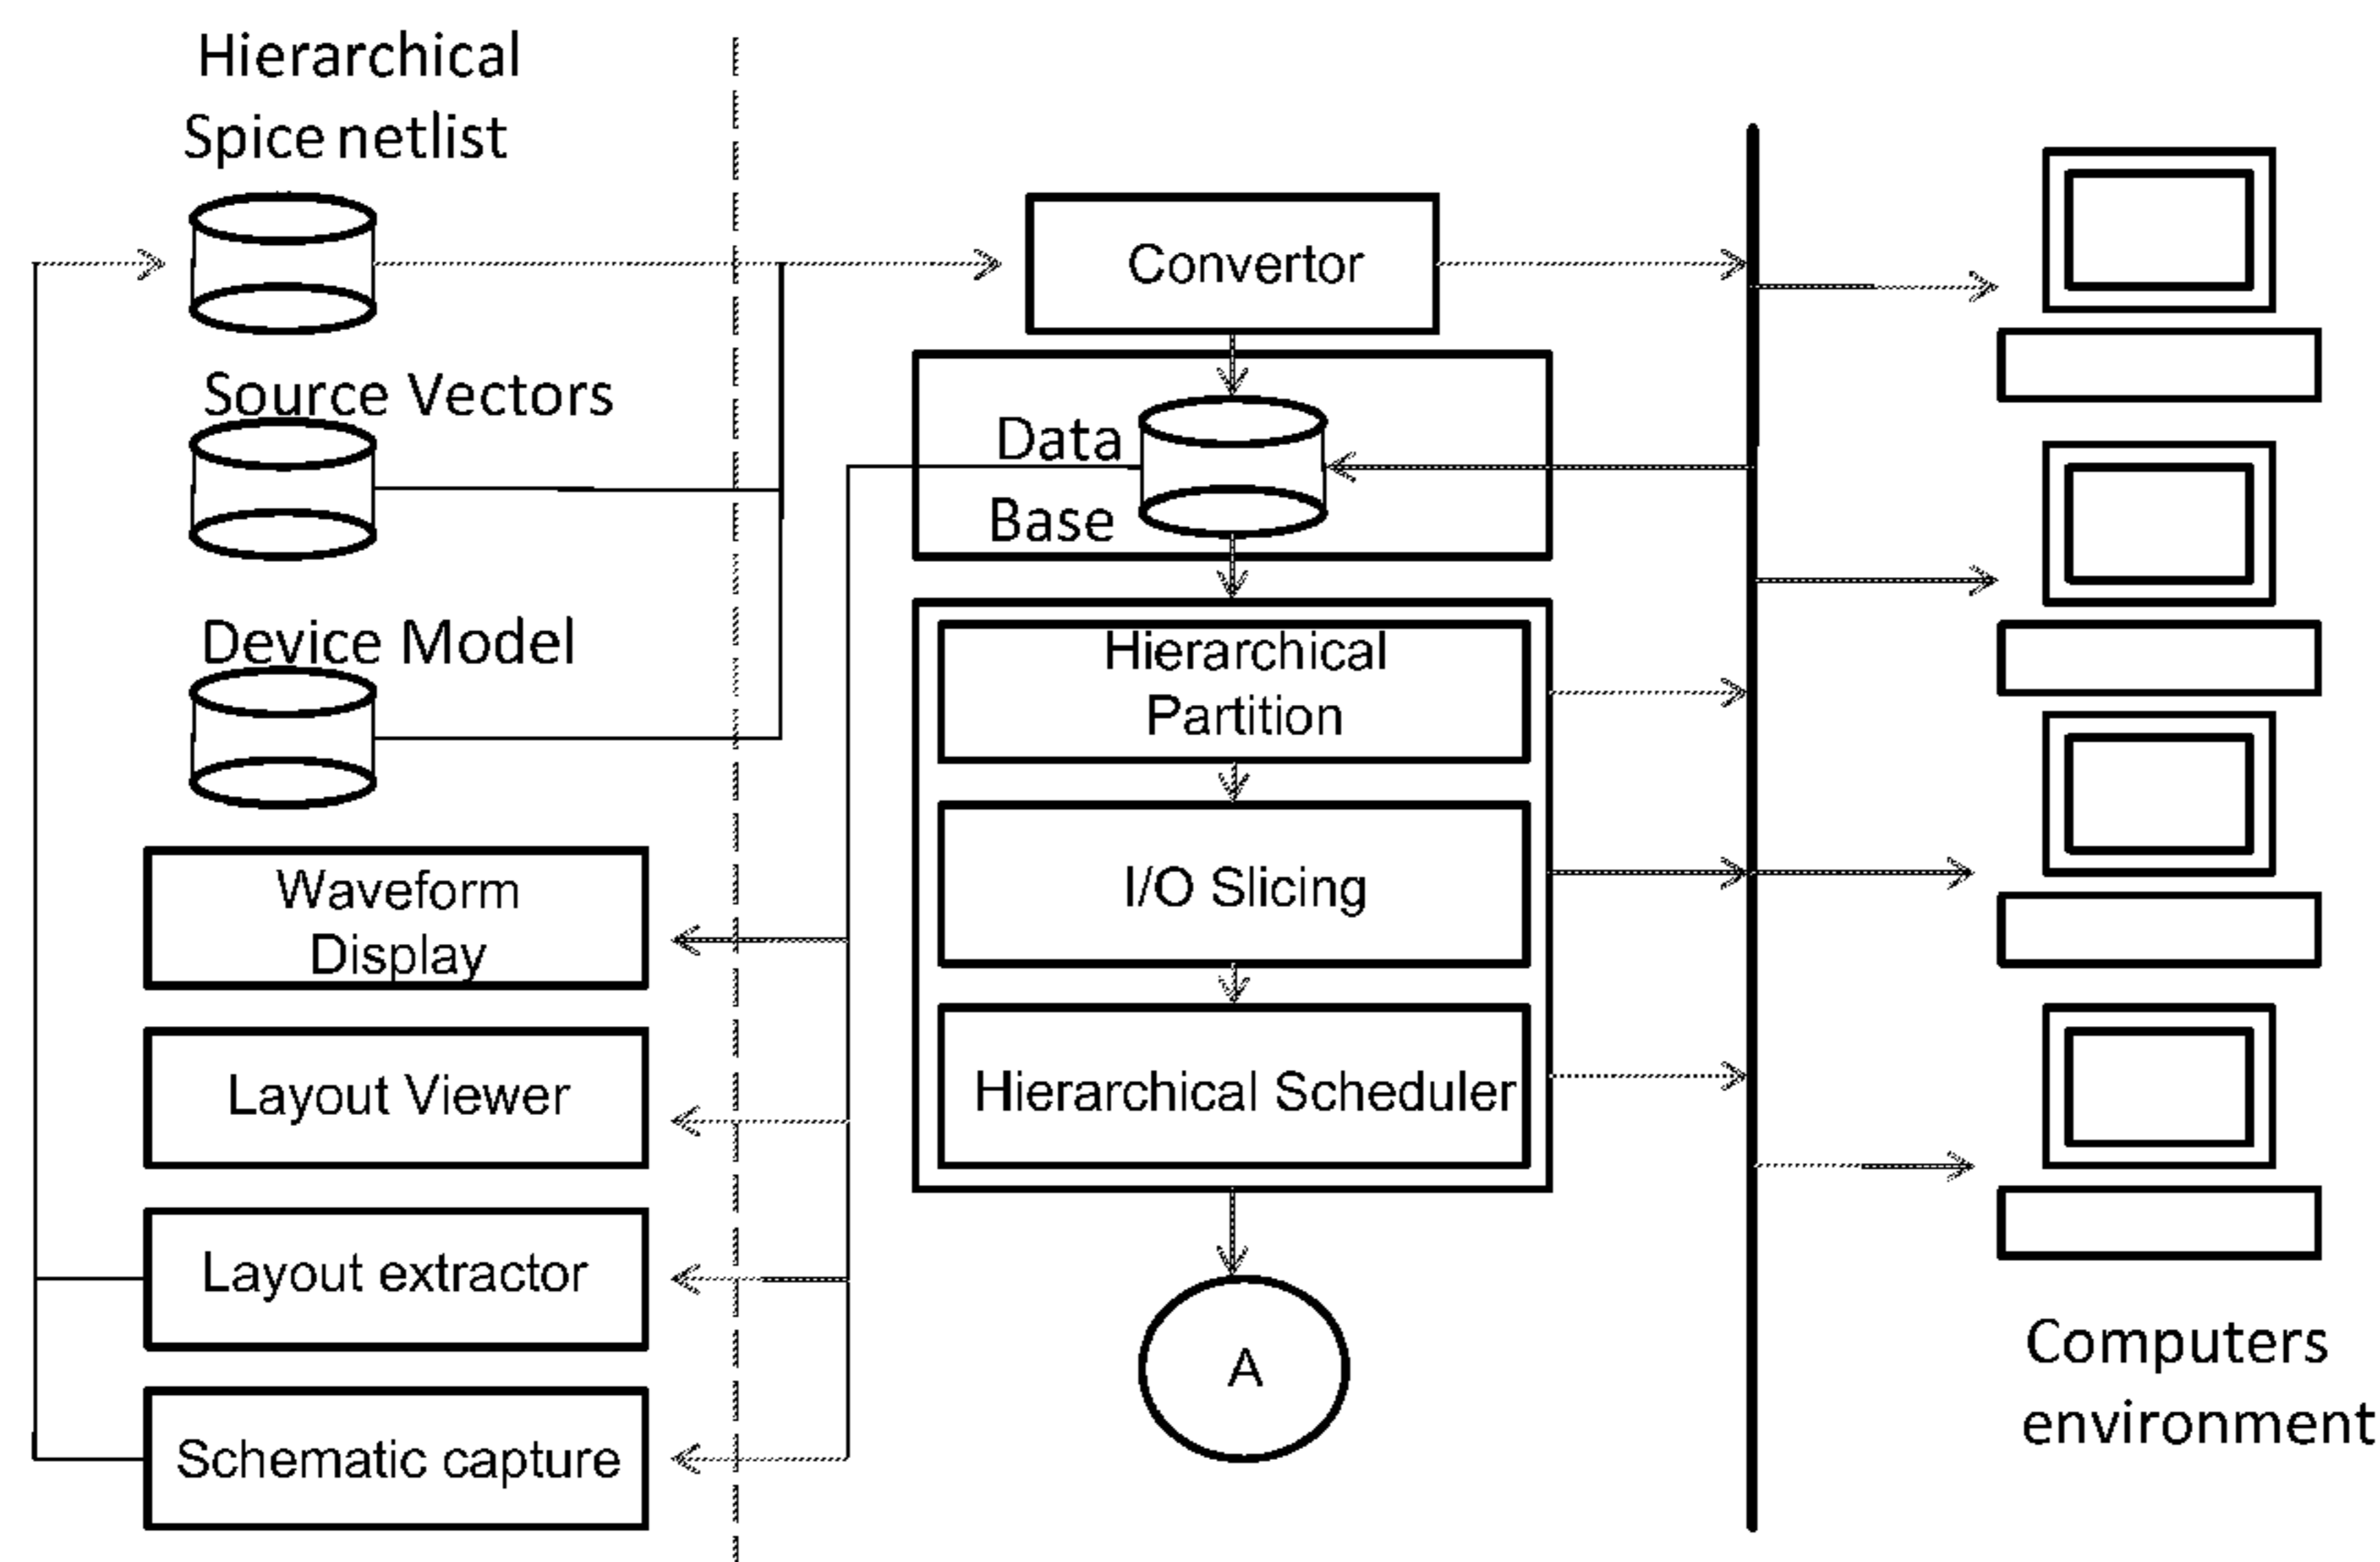 Hierarchical
Spice netlist
Source Vectors
Device Model
Waveform
Display
Layout Viewer
Layout extractor
Schematic capture
Convertor
Data
Base
Hierarchical
Partition
I/O Slicing
Hierarchical Scheduler
A
Computers
environment